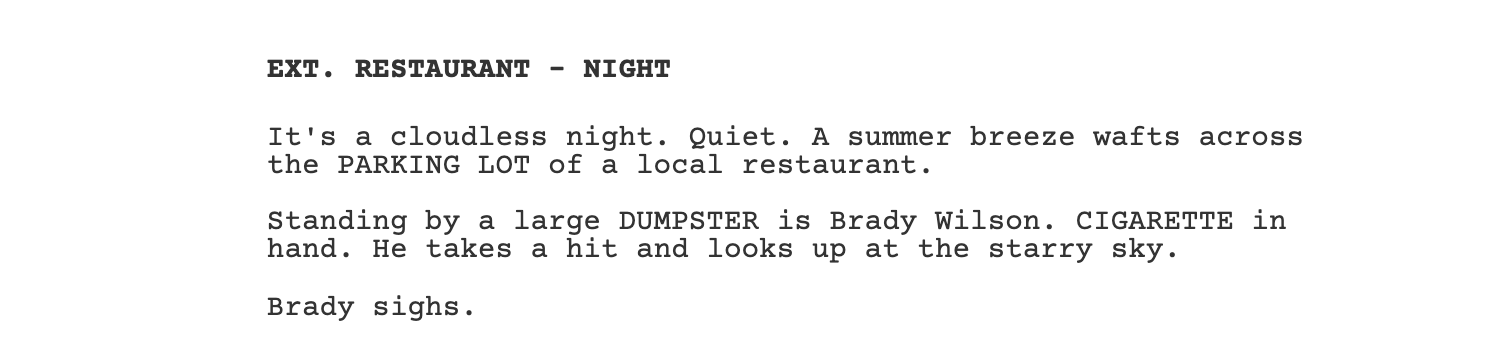 EXT. RESTAURANT - NIGHT
It's a cloudless night. Quiet. A summer breeze wafts across
the PARKING LOT of a local restaurant.
Standing by a large DUMPSTER is Brady Wilson. CIGARETTE in
hand. He takes a hit and looks up at the starry sky.
Brady sighs.